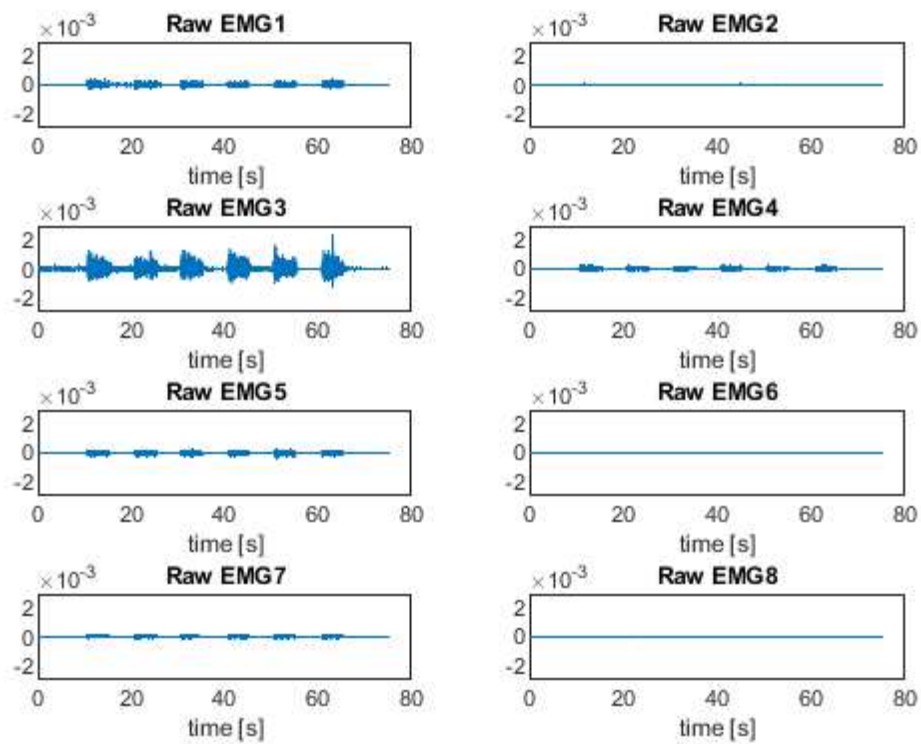 Raw EMG1
×10-3
2
0
-2
0 20 40 60 80
time [s]
Raw EMG2
×10-3
2
0
-2
0 20 40 60 80
time [s]
Raw EMG3
×10-3
2
0
-2
0 20 40 60 80
time [s]
Raw EMG4
×10-3
2
0
-2
0 20 40 60 80
time [s]
Raw EMG5
×10-3
2
0
-2
0 20 40 60 80
time [s]
Raw EMG6
×10-3
2
0
-2
0 20 40 60 80
time [s]
Raw EMG7
×10-3
2
0
-2
0 20 40 60 80
time [s]
Raw EMG8
×10-3
2
0
-2
0 20 40 60 80
time [s]